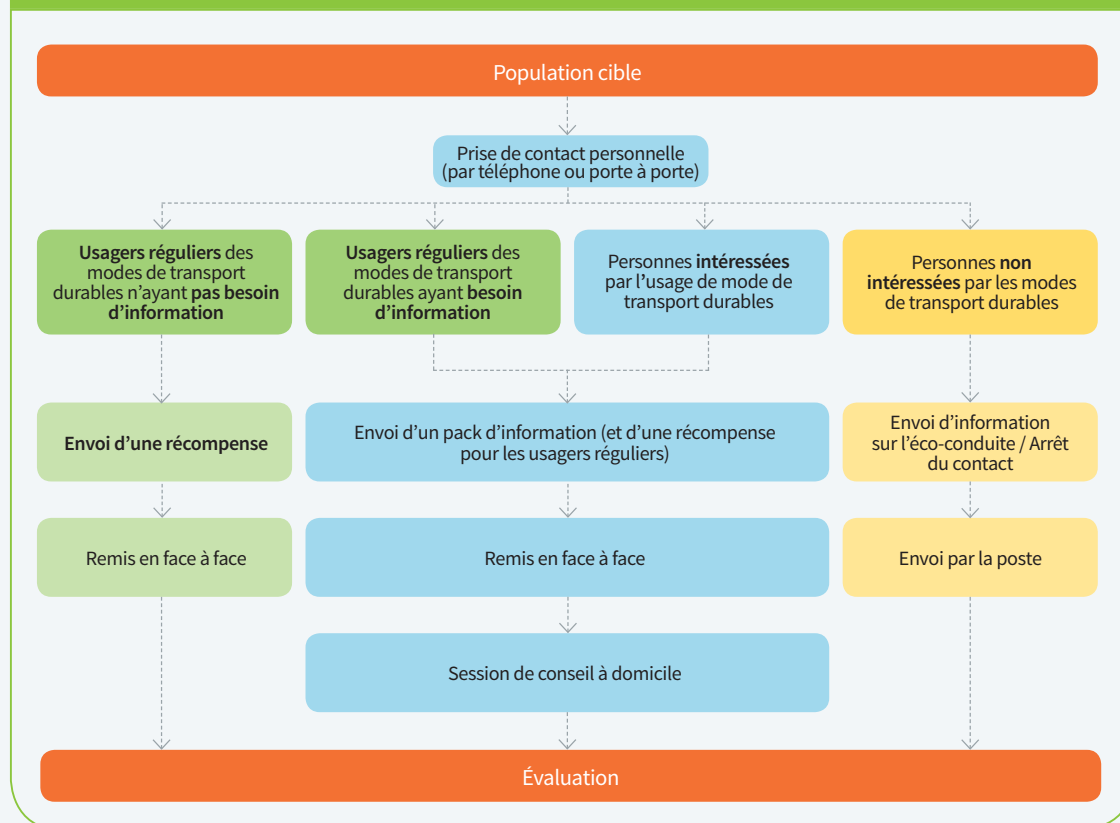 Population cible
Prise de contact personnelle
(par téléphone ou porte à porte)
Usagers réguliers des
modes de transport
durables n’ayant pas besoin
d’information
Usagers réguliers des
modes de transport
durables ayant besoin
d’information
Personnes intéressées
par l’usage de mode de
transport durables
Personnes non
intéressées par les modes
de transport durables
Envoi d’une récompense
Envoi d’un pack d’information (et d’une récompense
pour les usagers réguliers)
Envoi d’information
sur l’éco-conduite / Arrêt
du contact
Remis en face à face
Remis en face à face
Envoi par la poste
Session de conseil à domicile
Évaluation